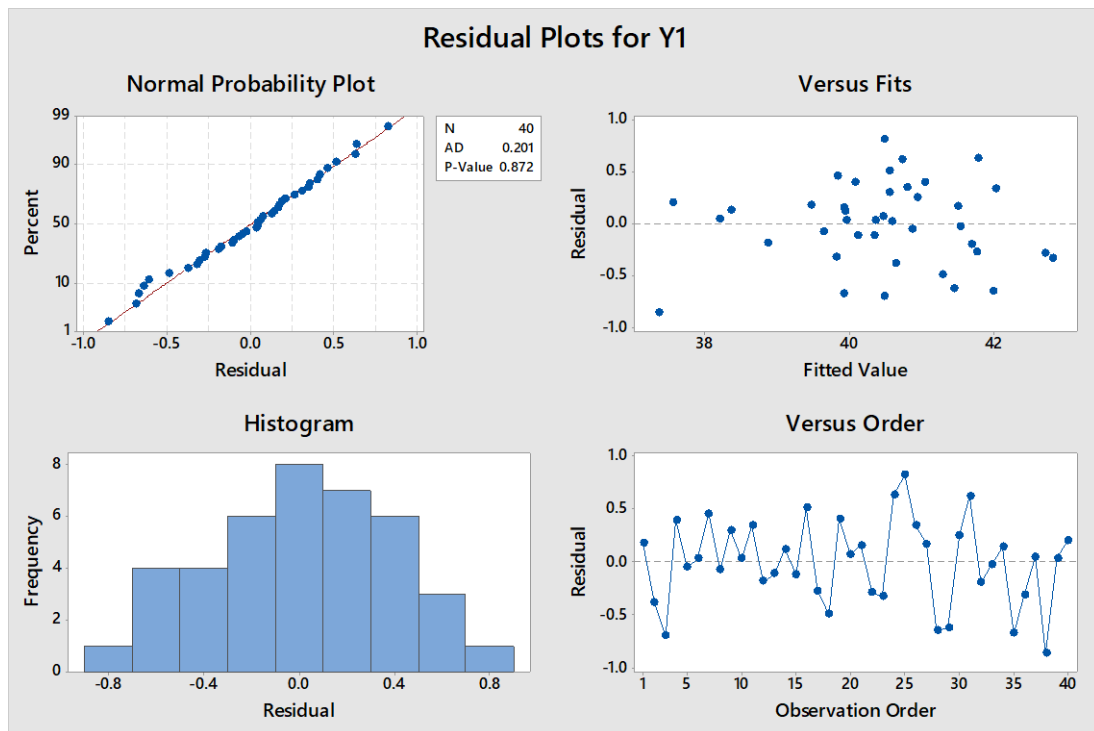 Residual Plots for Y1
Normal Probability Plot
99
90
50
10
1
Percent
-1.0 -0.5 0.0 0.5 1.0
Residual
N 40
AD 0.201
P-Value 0.872
Versus Fits
1.0
0.5
0.0
-0.5
-1.0
Residual
38 40 42
Fitted Value
Histogram
8
6
4
2
0
Frequency
-0.8 -0.4 0.0 0.4 0.8
Residual
Versus Order
1.0
0.5
0.0
-0.5
-1.0
Residual
1 5 10 15 20 25 30 35 40
Observation Order